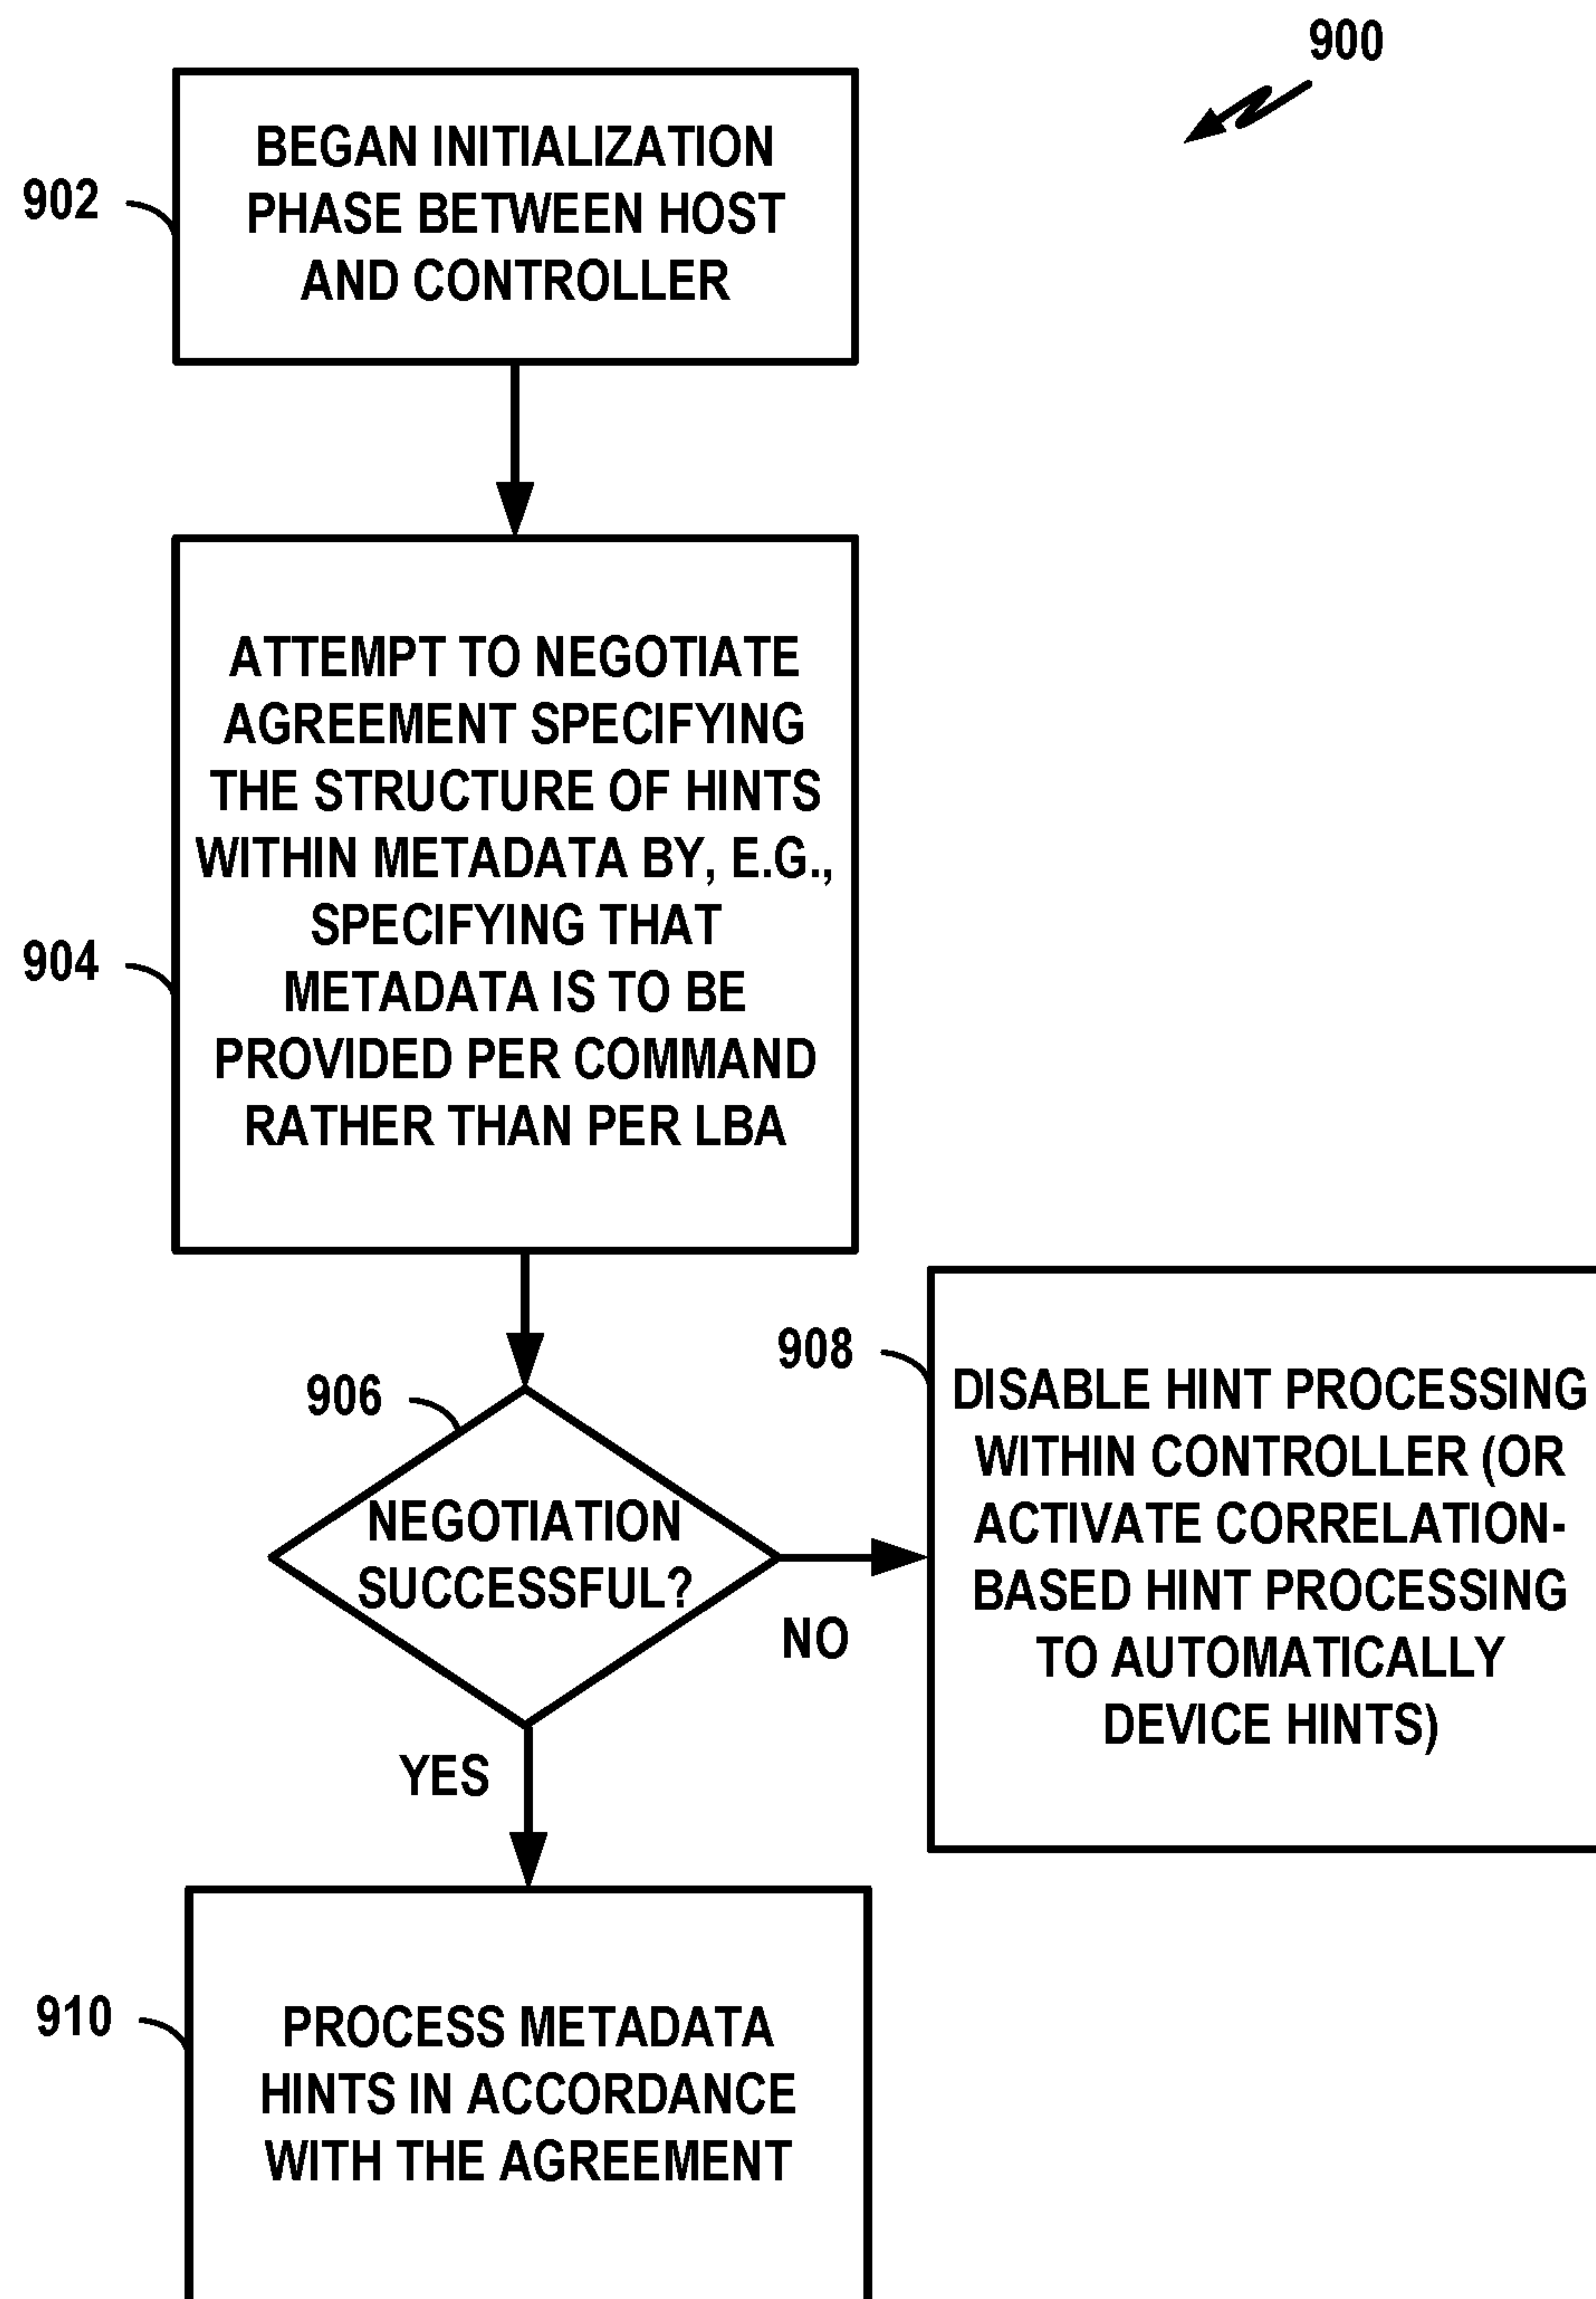 900
902
BEGAN INITIALIZATION
PHASE BETWEEN HOST
AND CONTROLLER
904
ATTEMPT TO NEGOTIATE
AGREEMENT SPECIFYING
THE STRUCTURE OF HINTS
WITHIN METADATA BY, E.G.,
SPECIFYING THAT
METADATA IS TO BE
PROVIDED PER COMMAND
RATHER THAN PER LBA
906
NEGOTIATION
SUCCESSFUL?
NO
908
DISABLE HINT PROCESSING
WITHIN CONTROLLER (OR
ACTIVATE CORRELATION-
BASED HINT PROCESSING
TO AUTOMATICALLY
DEVICE HINTS)
YES
910
PROCESS METADATA
HINTS IN ACCORDANCE
WITH THE AGREEMENT